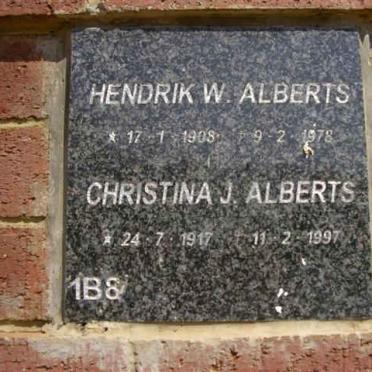 HENDRIK W. ALBERTS
* 17 - 1 - 1908 † 9 - 2 - 1978
CHRISTINA J. ALBERTS
* 24 - 7 - 1917 † 11 - 2 - 1997
1B8